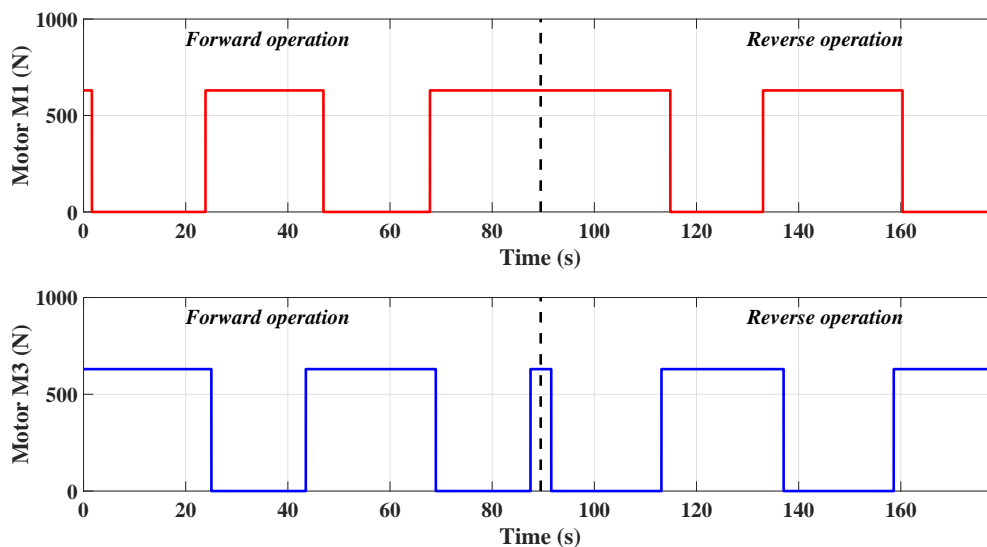 1000
Forward operation
Reverse operation
500
0
Motor M1 (N)
0 20 40 60 80 100 120 140 160
Time (s)
1000
Forward operation
Reverse operation
500
0
Motor M3 (N)
0 20 40 60 80 100 120 140 160
Time (s)